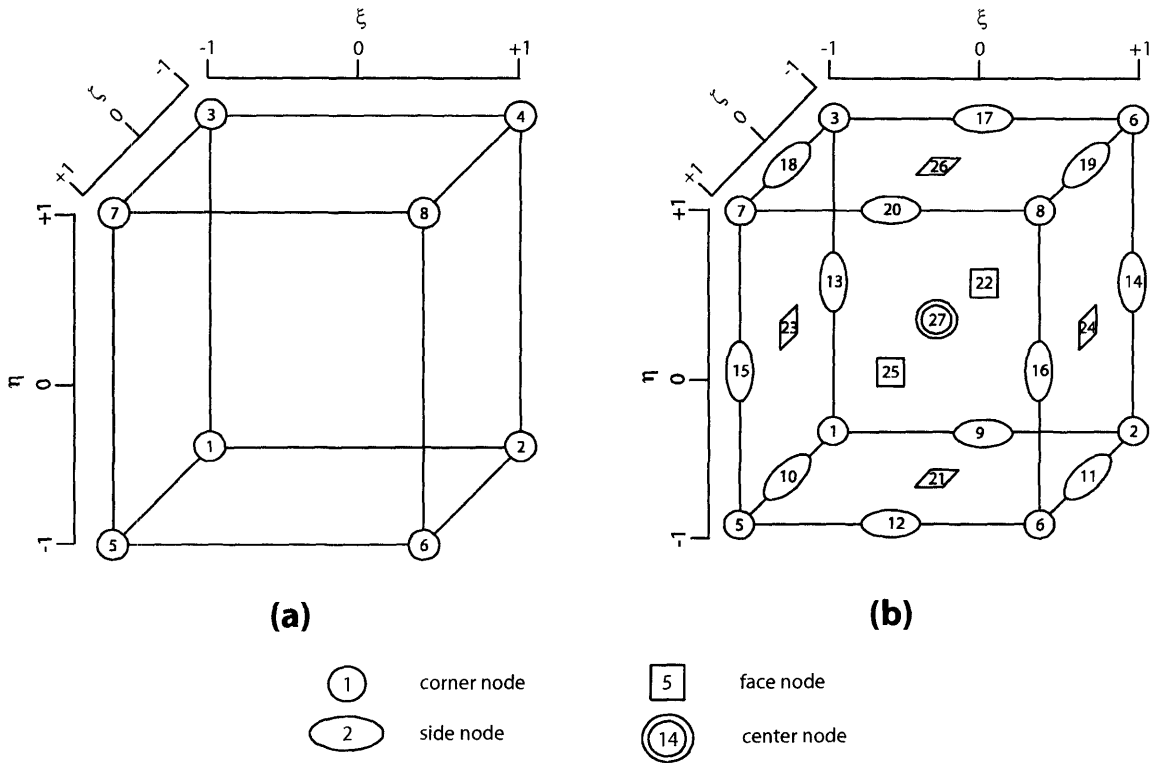 ξ
-1 0 +1
ζ
-1
0
+1
3 4
7 8
η
+1
0
-1
1 2
5 6
(a)
ξ
-1 0 +1
ζ
-1
0
+1
3 17 6
18 26 19
7 20 8
η
+1
0
-1
13 22 14
23 27 24
15 25 16
1 9 2
10 21 11
5 12 6
(b)
1 corner node
2 side node
5 face node
14 center node